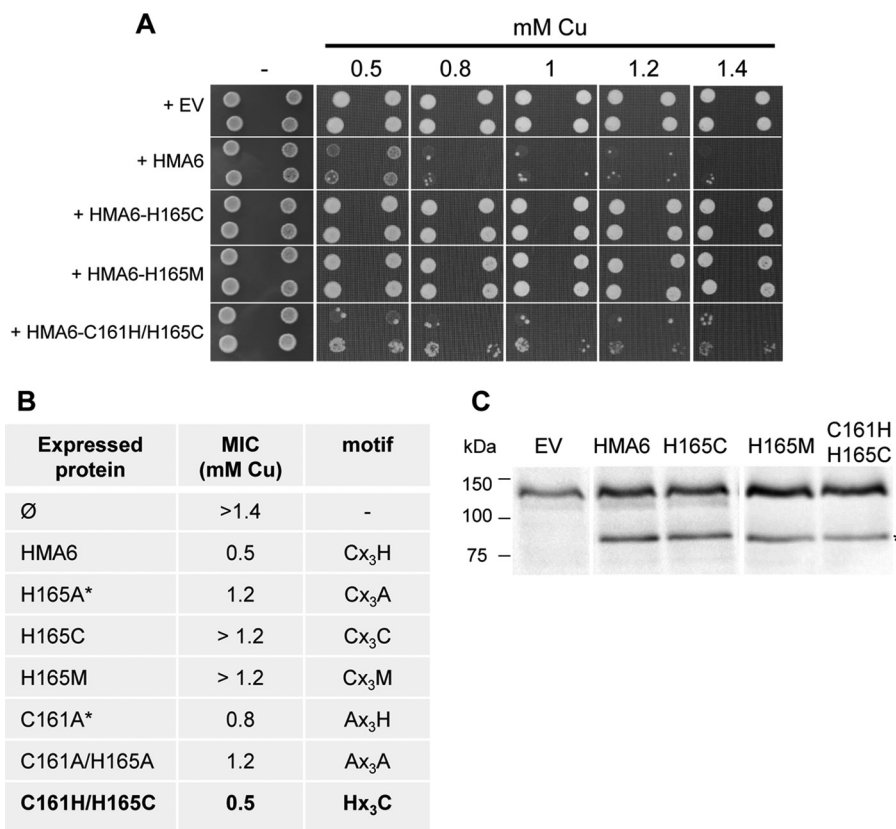 A
mM Cu
- 0.5 0.8 1 1.2 1.4
+ EV
+ HMA6
+ HMA6-H165C
+ HMA6-H165M
+ HMA6-C161H/H165C
B
Expressed protein MIC (mM Cu) motif
Ø >1.4 -
HMA6 0.5 Cx3H
H165A* 1.2 Cx3A
H165C > 1.2 Cx3C
H165M > 1.2 Cx3M
C161A* 0.8 Ax3H
C161A/H165A 1.2 Ax3A
C161H/H165C 0.5 Hx3C
C
kDa EV HMA6 H165C H165M C161H H165C
150
100
75
*